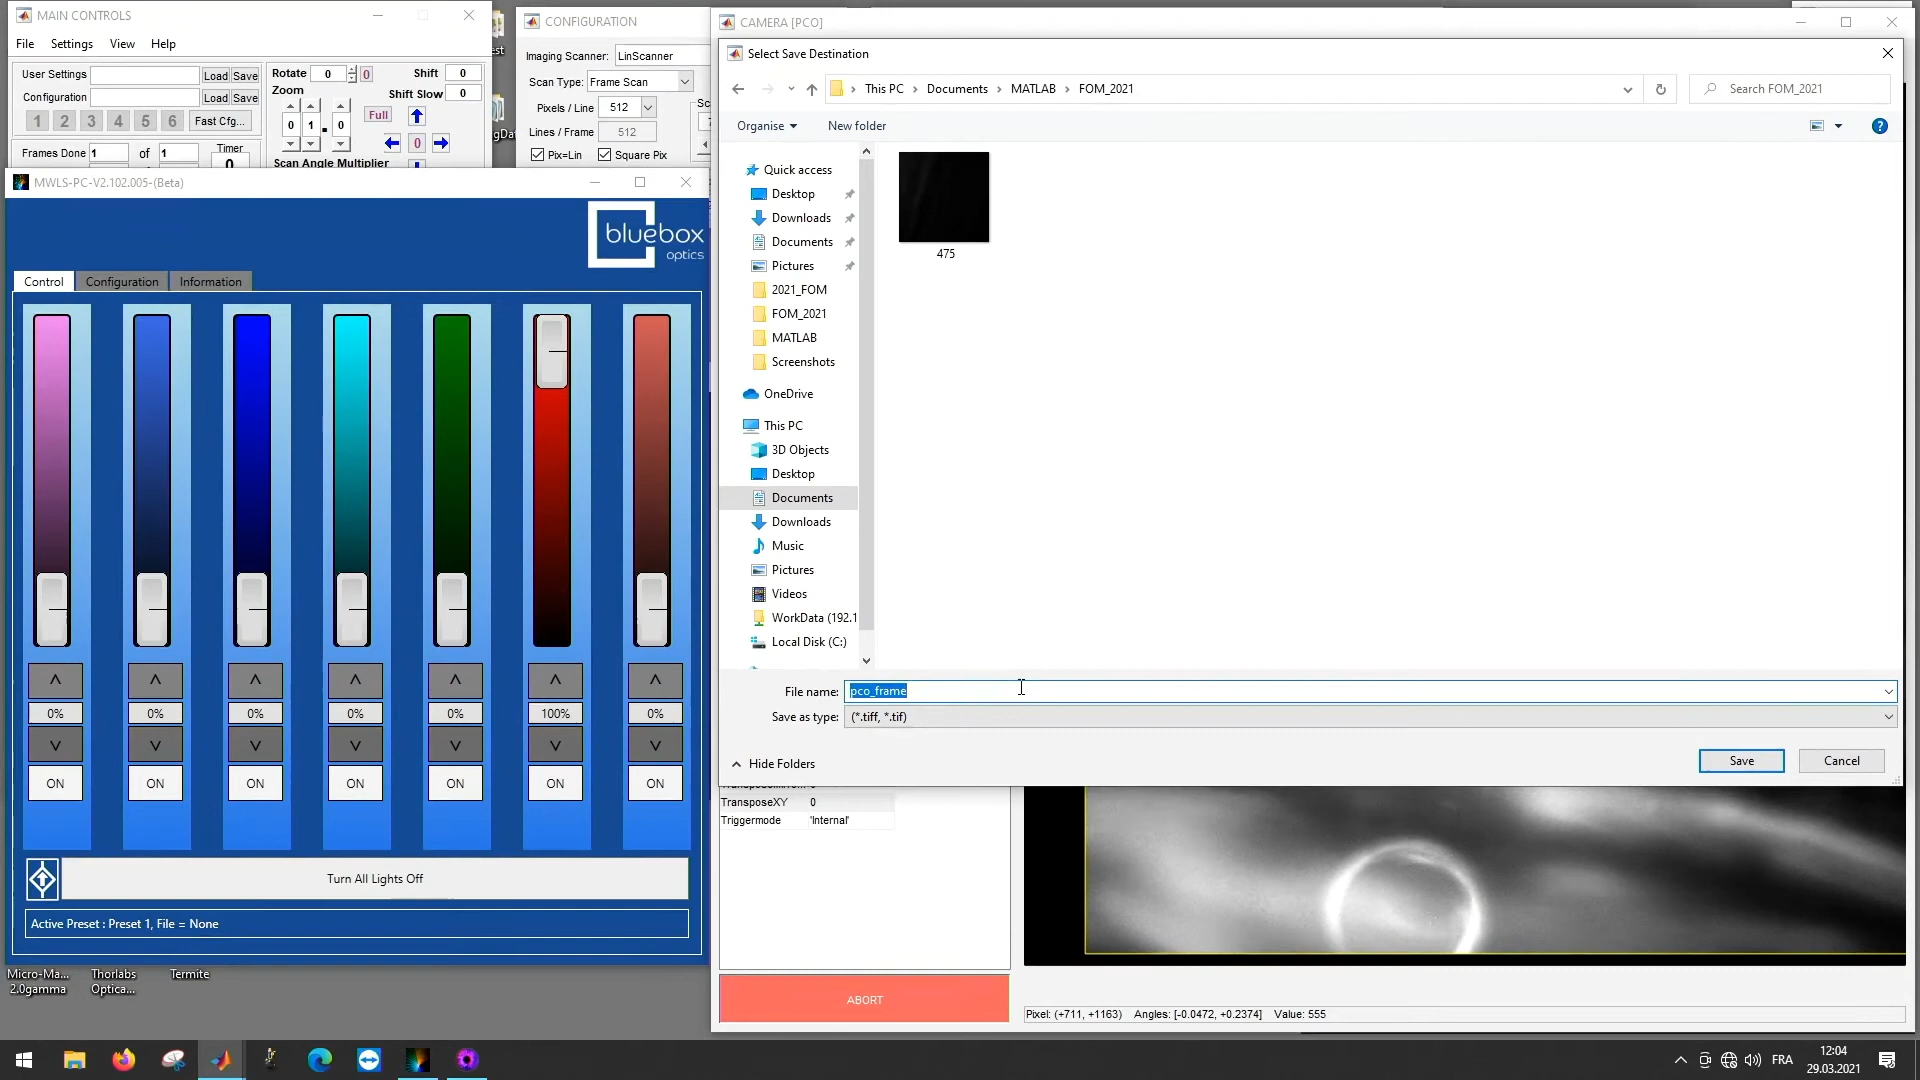 MAIN CONTROLS
File Settings View Help
User Settings Load Save
Configuration Load Save
1 2 3 4 5 6 Fast Cfg...
Frames Done 1 of 1 Timer
0
Rotate 0 0 Shift 0
Zoom Shift Slow 0
Full
0 1 . 0
0
Scan Angle Multiplier
CONFIGURATION
Imaging Scanner: LinScanner
Scan Type: Frame Scan
Pixels / Line 512
Lines / Frame 512
Pix=Lin Square Pix
MWLS-PC-V2.102.005-(Beta)
bluebox
optics
Control Configuration Information
0% 0% 0% 0% 0% 100% 0%
ON ON ON ON ON ON ON
Turn All Lights Off
Active Preset : Preset 1, File = None
Micro-Ma...
2.0gamma
Thorlabs
Optica...
Termite
CAMERA [PCO]
Select Save Destination
This PC > Documents > MATLAB > FOM_2021
Search FOM_2021
Organise New folder
Quick access
Desktop
Downloads
Documents
Pictures
2021_FOM
FOM_2021
MATLAB
Screenshots
OneDrive
This PC
3D Objects
Desktop
Documents
Downloads
Music
Pictures
Videos
WorkData (192.1
Local Disk (C:)
475
File name: pco_frame
Save as type: (*.tiff, *.tif)
Hide Folders
Save Cancel
TransposeXY 0
Triggermode 'Internal'
ABORT
Pixel: (+711, +1163) Angles: [-0.0472, +0.2374] Value: 555
FRA
12:04
29.03.2021